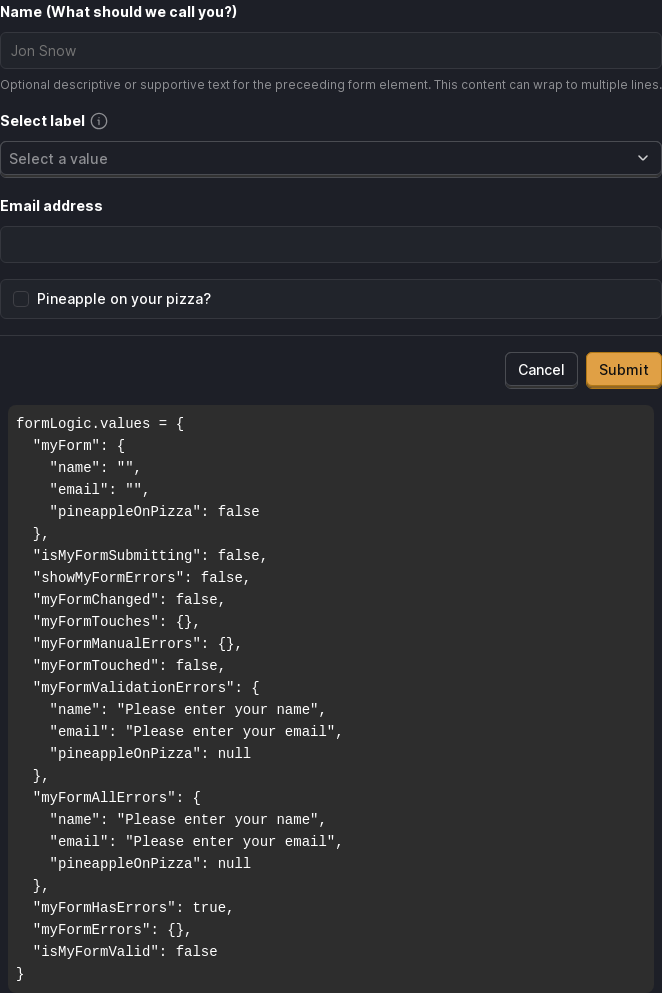 Name (What should we call you?)
Jon Snow
Optional descriptive or supportive text for the preceeding form element. This content can wrap to multiple lines.
Select label
Select a value
Email address
Pineapple on your pizza?
Cancel Submit
formLogic.values = {
  "myForm": {
    "name": "",
    "email": "",
    "pineappleOnPizza": false
  },
  "isMyFormSubmitting": false,
  "showMyFormErrors": false,
  "myFormChanged": false,
  "myFormTouches": {},
  "myFormManualErrors": {},
  "myFormTouched": false,
  "myFormValidationErrors": {
    "name": "Please enter your name",
    "email": "Please enter your email",
    "pineappleOnPizza": null
  },
  "myFormAllErrors": {
    "name": "Please enter your name",
    "email": "Please enter your email",
    "pineappleOnPizza": null
  },
  "myFormHasErrors": true,
  "myFormErrors": {},
  "isMyFormValid": false
}